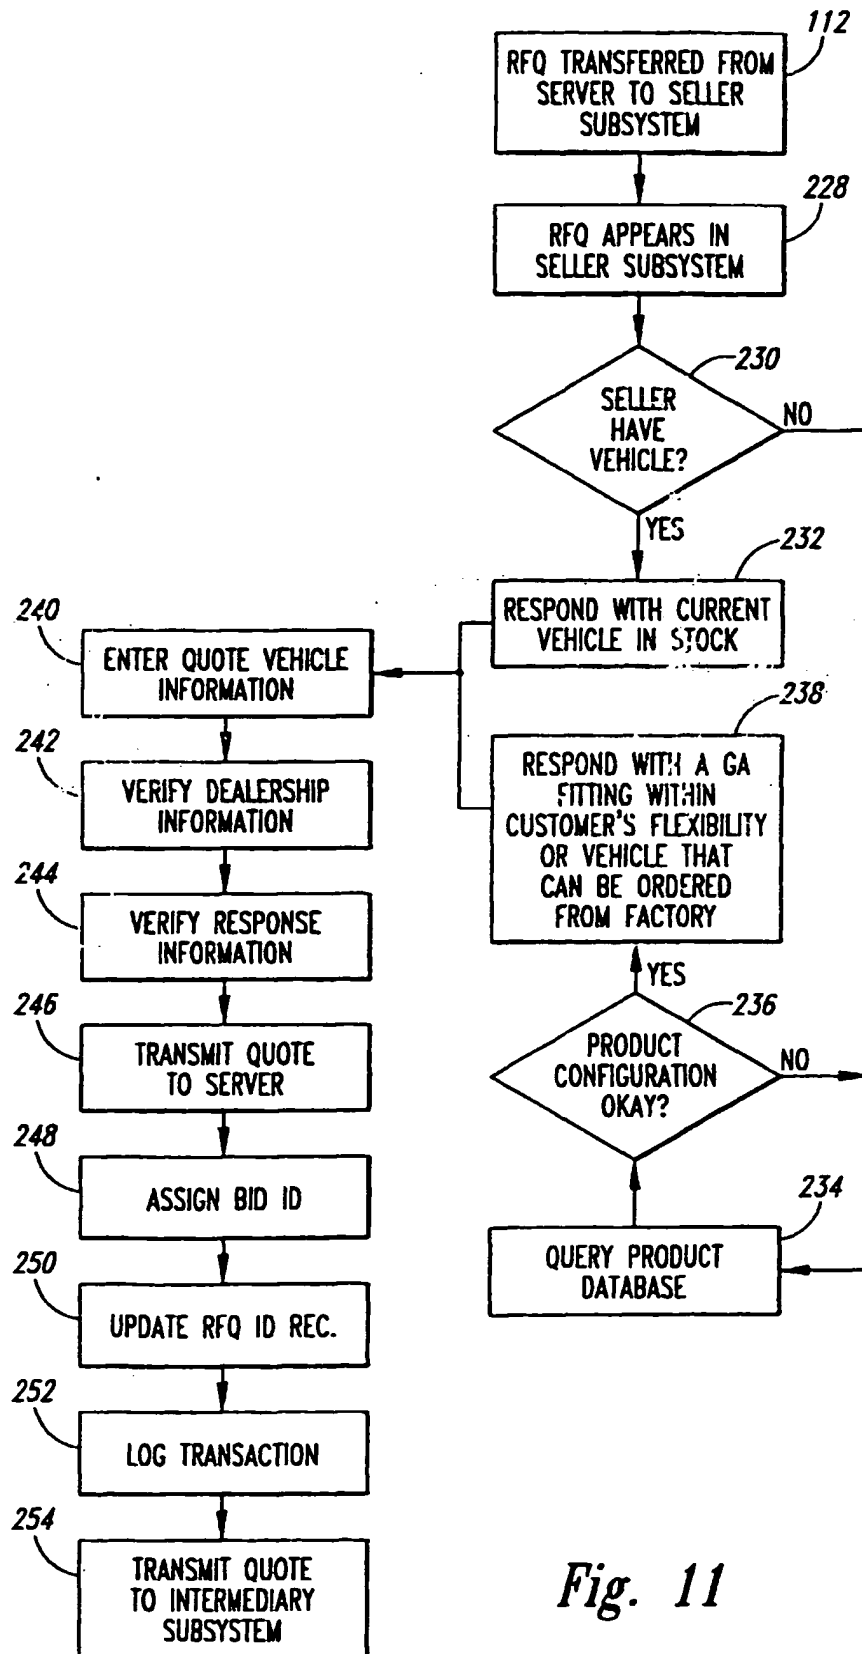 112
RFQ TRANSFERRED FROM
SERVER TO SELLER
SUBSYSTEM
228
RFQ APPEARS IN
SELLER SUBSYSTEM
230
SELLER
HAVE
VEHICLE?
NO
YES
232
RESPOND WITH CURRENT
VEHICLE IN STOCK
238
RESPOND WITH A GA
FITTING WITHIN
CUSTOMER'S FLEXIBILITY
OR VEHICLE THAT
CAN BE ORDERED
FROM FACTORY
YES
236
PRODUCT
CONFIGURATION
OKAY?
NO
234
QUERY PRODUCT
DATABASE
240
ENTER QUOTE VEHICLE
INFORMATION
242
VERIFY DEALERSHIP
INFORMATION
244
VERIFY RESPONSE
INFORMATION
246
TRANSMIT QUOTE
TO SERVER
248
ASSIGN BID ID
250
UPDATE RFQ ID REC.
252
LOG TRANSACTION
254
TRANSMIT QUOTE
TO INTERMEDIARY
SUBSYSTEM
Fig. 11